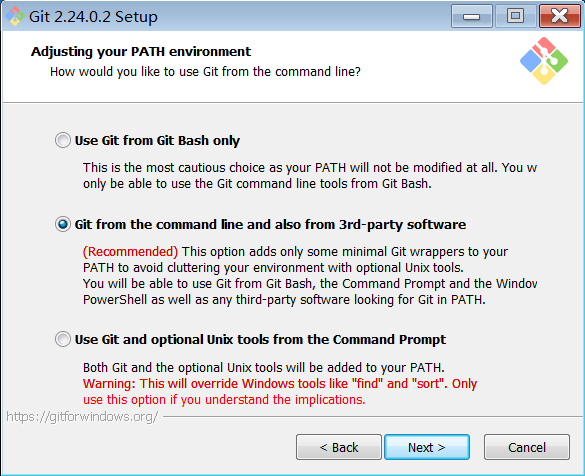 Git 2.24.0.2 Setup
Adjusting your PATH environment
How would you like to use Git from the command line?
Use Git from Git Bash only
This is the most cautious choice as your PATH will not be modified at all. You w
only be able to use the Git command line tools from Git Bash.
Git from the command line and also from 3rd-party software
(Recommended) This option adds only some minimal Git wrappers to your
PATH to avoid cluttering your environment with optional Unix tools.
You will be able to use Git from Git Bash, the Command Prompt and the Window
PowerShell as well as any third-party software looking for Git in PATH.
Use Git and optional Unix tools from the Command Prompt
Both Git and the optional Unix tools will be added to your PATH.
Warning: This will override Windows tools like "find" and "sort". Only
use this option if you understand the implications.
https://gitforwindows.org/
< Back Next > Cancel